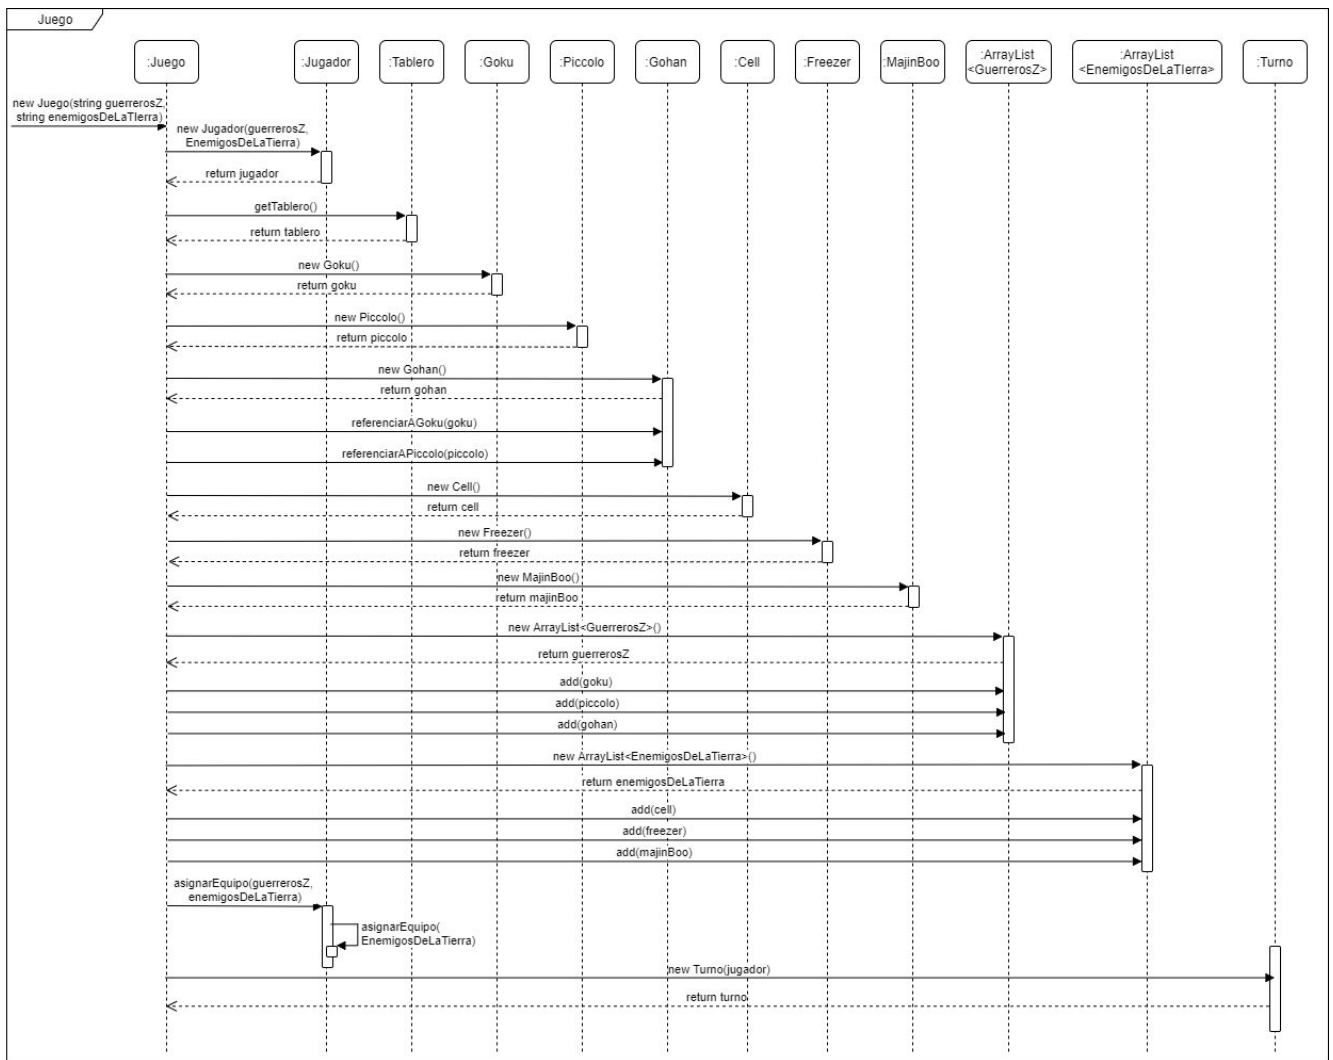 Juego
:Juego
:Jugador
:Tablero
:Goku
:Piccolo
:Gohan
:Cell
:Freezer
:MajinBoo
:ArrayList
<GuerrerosZ>
:ArrayList
<EnemigosDeLaTIerra>
:Turno
new Juego(string guerrerosZ,
string enemigosDeLaTIerra)
new Jugador(guerrerosZ,
EnemigosDeLaTierra)
return jugador
getTablero()
return tablero
new Goku()
return goku
new Piccolo()
return piccolo
new Gohan()
return gohan
referenciarAGoku(goku)
referenciarAPiccolo(piccolo)
new Cell()
return cell
new Freezer()
return freezer
new MajinBoo()
return majinBoo
new ArrayList<GuerrerosZ>()
return guerrerosZ
add(goku)
add(piccolo)
add(gohan)
new ArrayList<EnemigosDeLaTierra>()
return enemigosDeLaTierra
add(cell)
add(freezer)
add(majinBoo)
asignarEquipo(guerrerosZ,
enemigosDeLaTierra)
asignarEquipo(
EnemigosDeLaTierra)
new Turno(jugador)
return turno